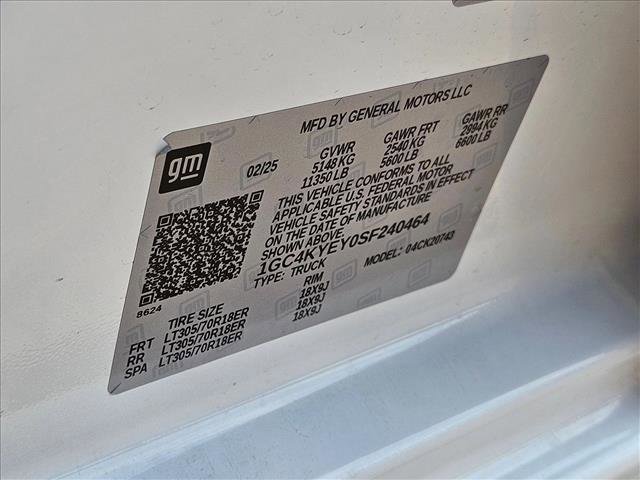 MFD BY GENERAL MOTORS LLC
gm
02/25
GVWR GAWR FRT GAWR RR
5148 KG 2540 KG 2994 KG
11350 LB 5600 LB 6600 LB
THIS VEHICLE CONFORMS TO ALL
APPLICABLE U.S. FEDERAL MOTOR
VEHICLE SAFETY STANDARDS IN EFFECT
ON THE DATE OF MANUFACTURE
SHOWN ABOVE.
1GC4KYEY0SF240464
TYPE: TRUCK MODEL: 04CK20743
8624
TIRE SIZE RIM
FRT LT305/70R18ER 18X9J
RR LT305/70R18ER 18X9J
SPA LT305/70R18ER 18X9J